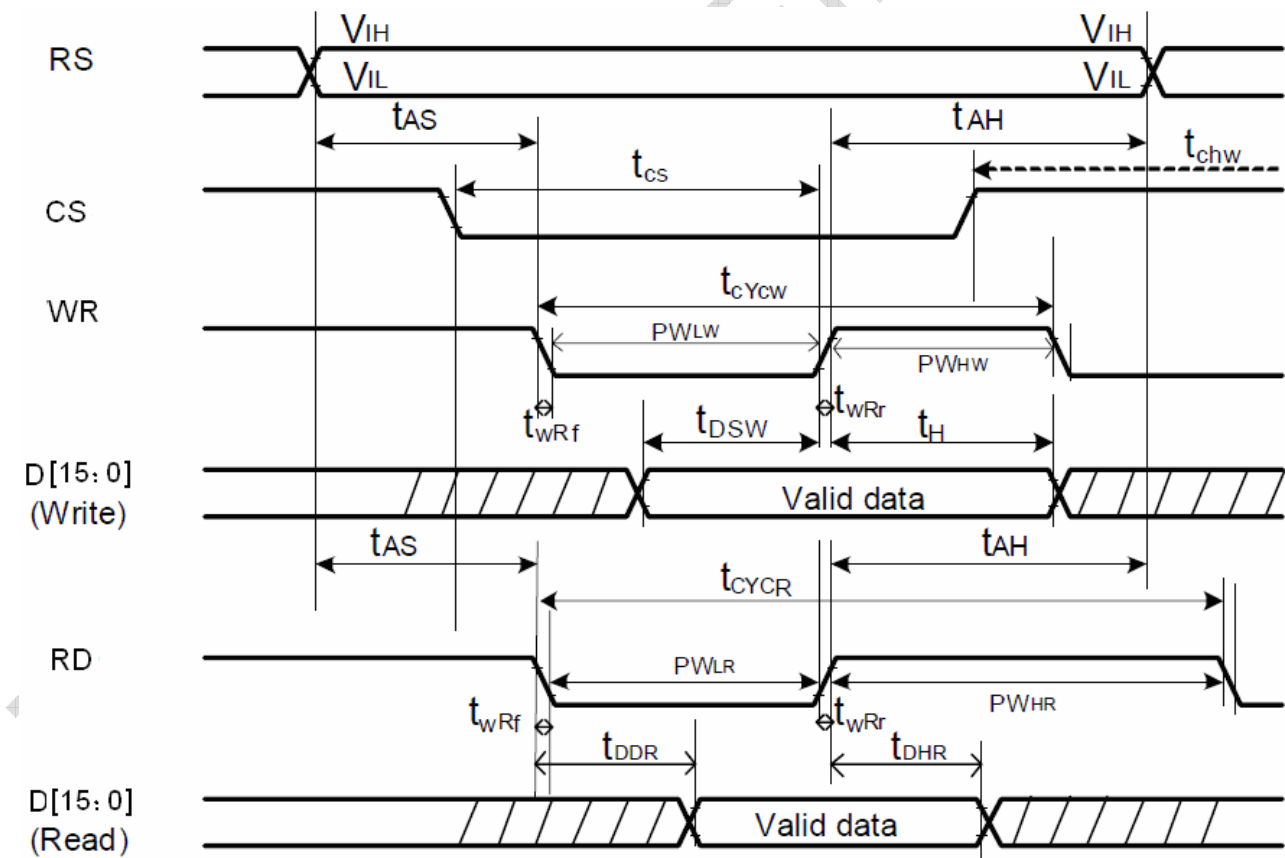 RS VIH VIH
VIL VIL
tAS tAH
tcs tchw
CS
tcYcw
WR
PWLW PWHW
twRf tDSW twRr tH
D[15:0]
(Write) Valid data
tAS tAH
tCYCR
RD
PWLR PWHR
twRf twRr
tDDR tDHR
D[15:0]
(Read) Valid data